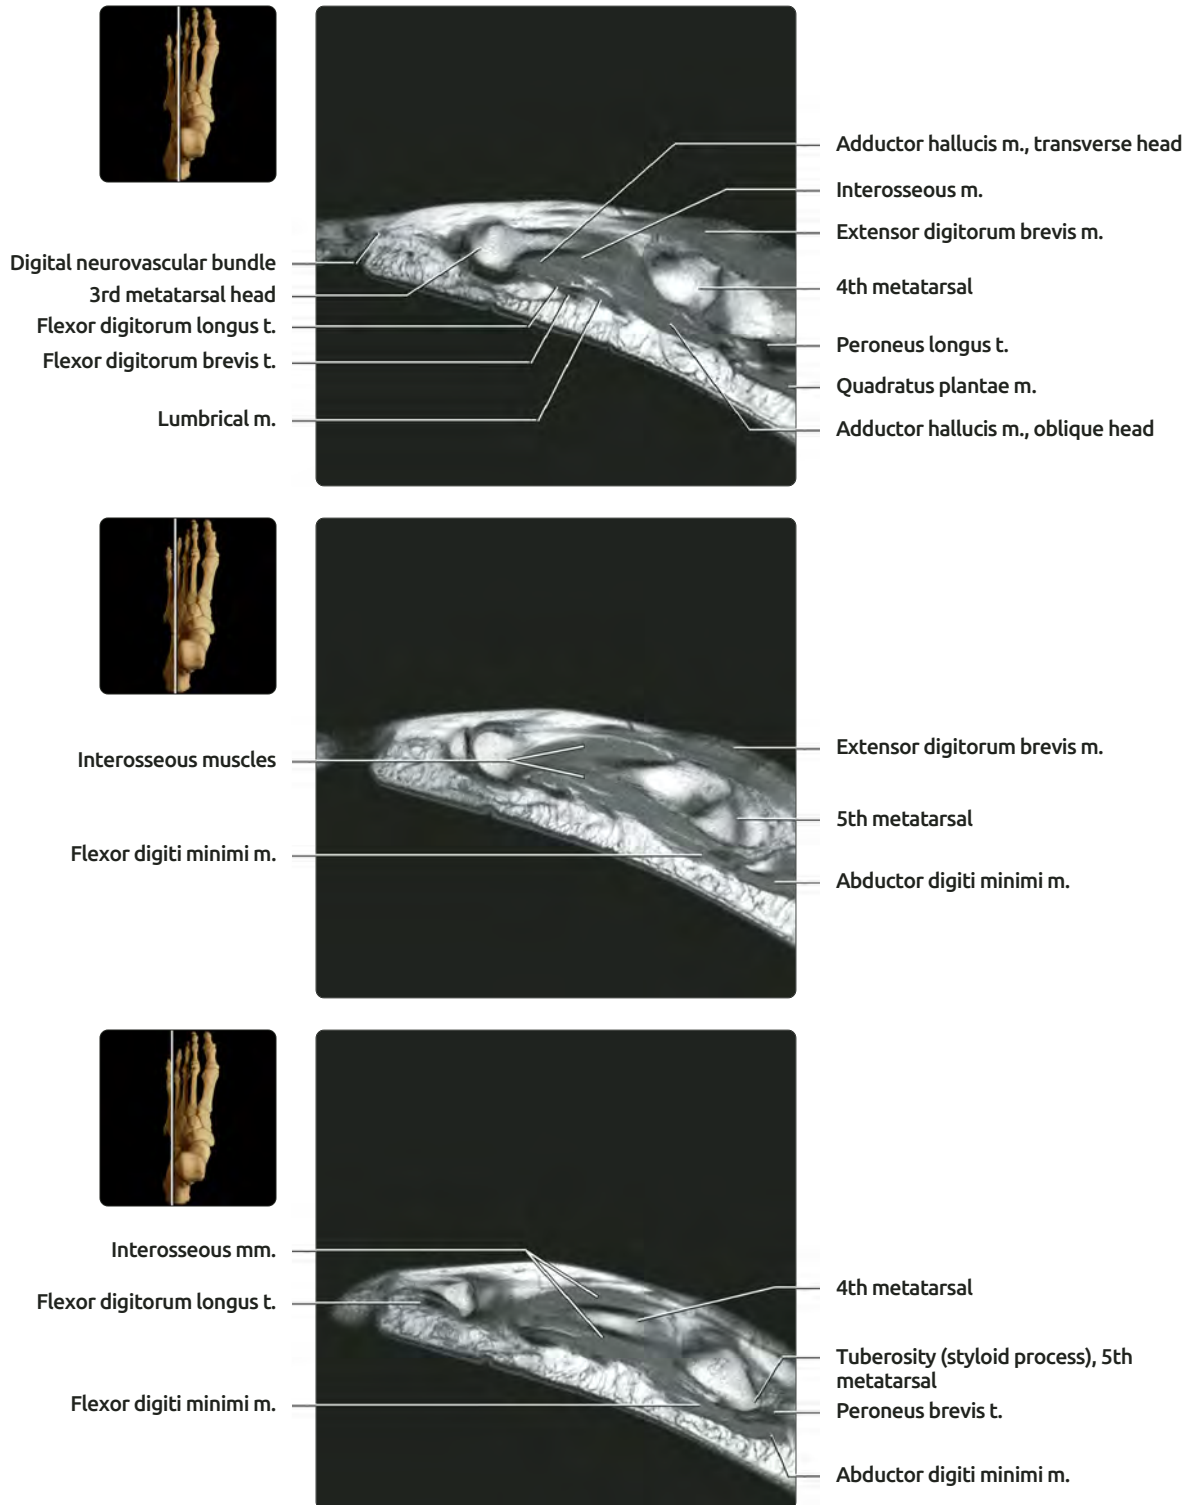 Adductor hallucis m., transverse head
Interosseous m.
Extensor digitorum brevis m.
Digital neurovascular bundle
3rd metatarsal head
4th metatarsal
Flexor digitorum longus t.
Peroneus longus t.
Flexor digitorum brevis t.
Quadratus plantae m.
Lumbrical m.
Adductor hallucis m., oblique head
Interosseous muscles
Extensor digitorum brevis m.
5th metatarsal
Flexor digiti minimi m.
Abductor digiti minimi m.
Interosseous mm.
4th metatarsal
Flexor digitorum longus t.
Tuberosity (styloid process), 5th
metatarsal
Flexor digiti minimi m.
Peroneus brevis t.
Abductor digiti minimi m.